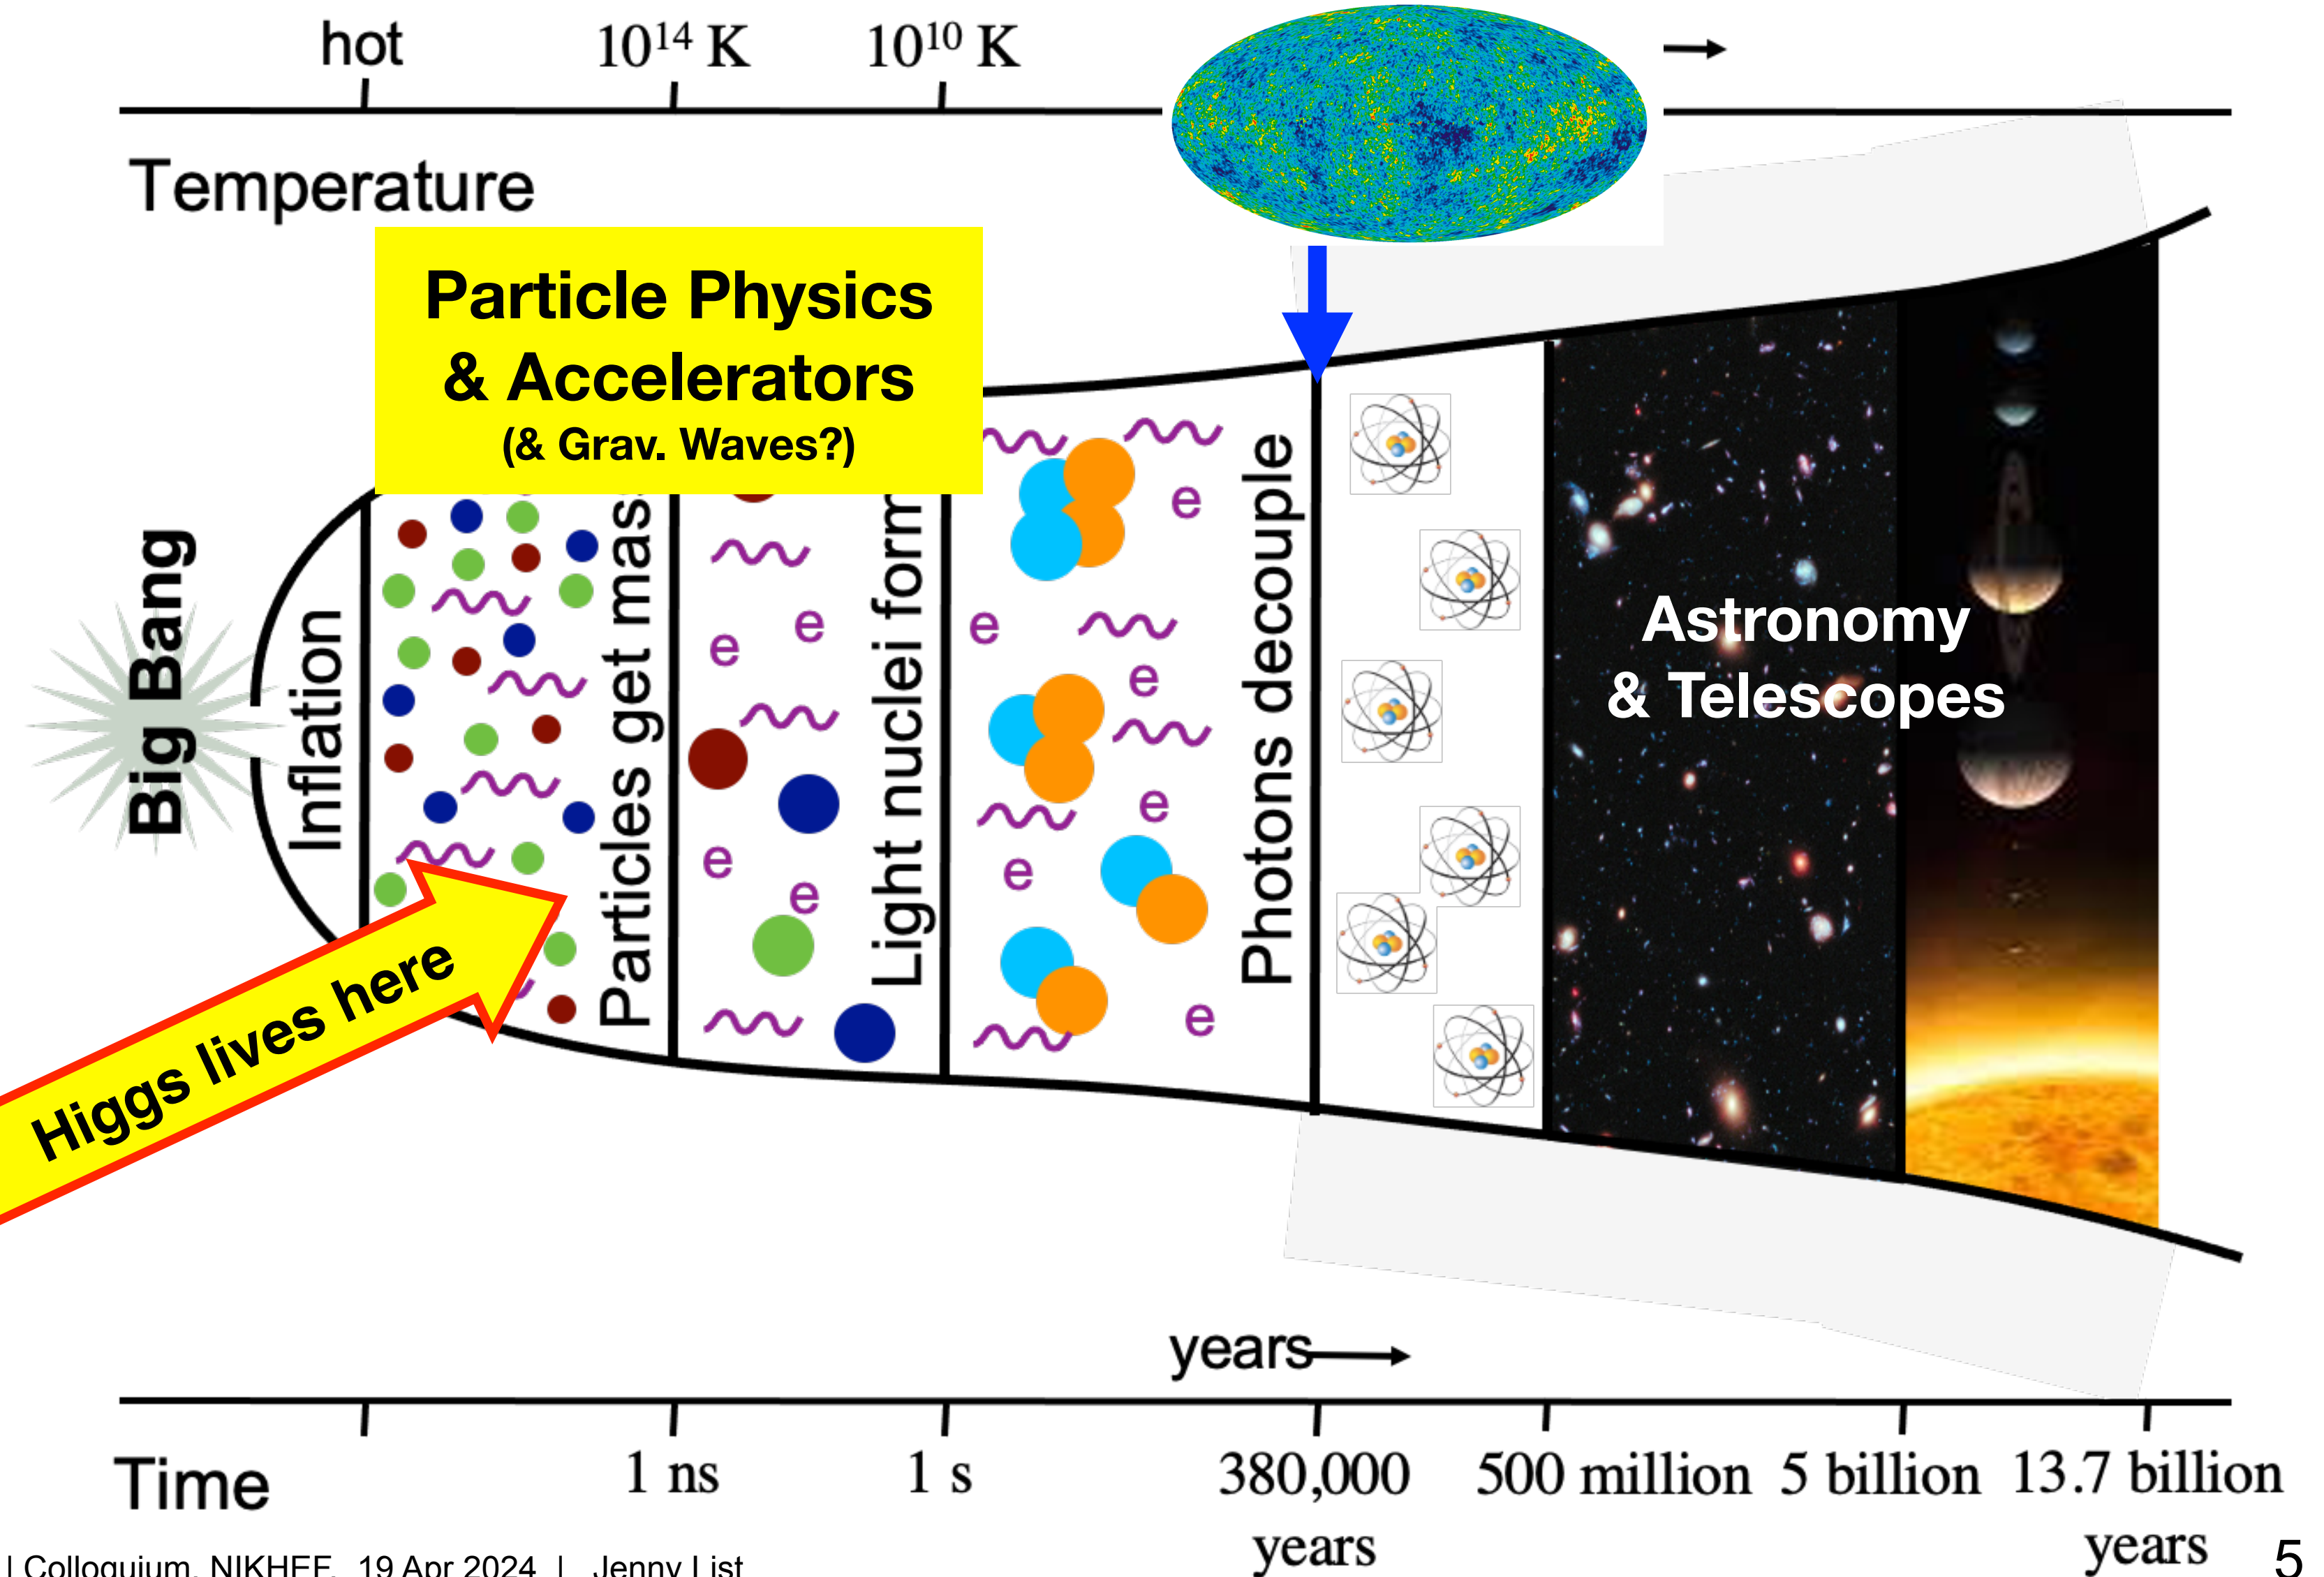 hot
10¹⁴ K
10¹⁰ K
Temperature
Particle Physics
& Accelerators
(& Grav. Waves?)
Big Bang
Inflation
Particles get mas
Light nuclei form
Photons decouple
e
e
e
e
e
e
e
e
e
e
Astronomy
& Telescopes
Higgs lives here
years
Time
1 ns
1 s
380,000
years
500 million
5 billion
13.7 billion
years
| Colloquium, NIKHEF, 19 Apr 2024 | Jenny List
5